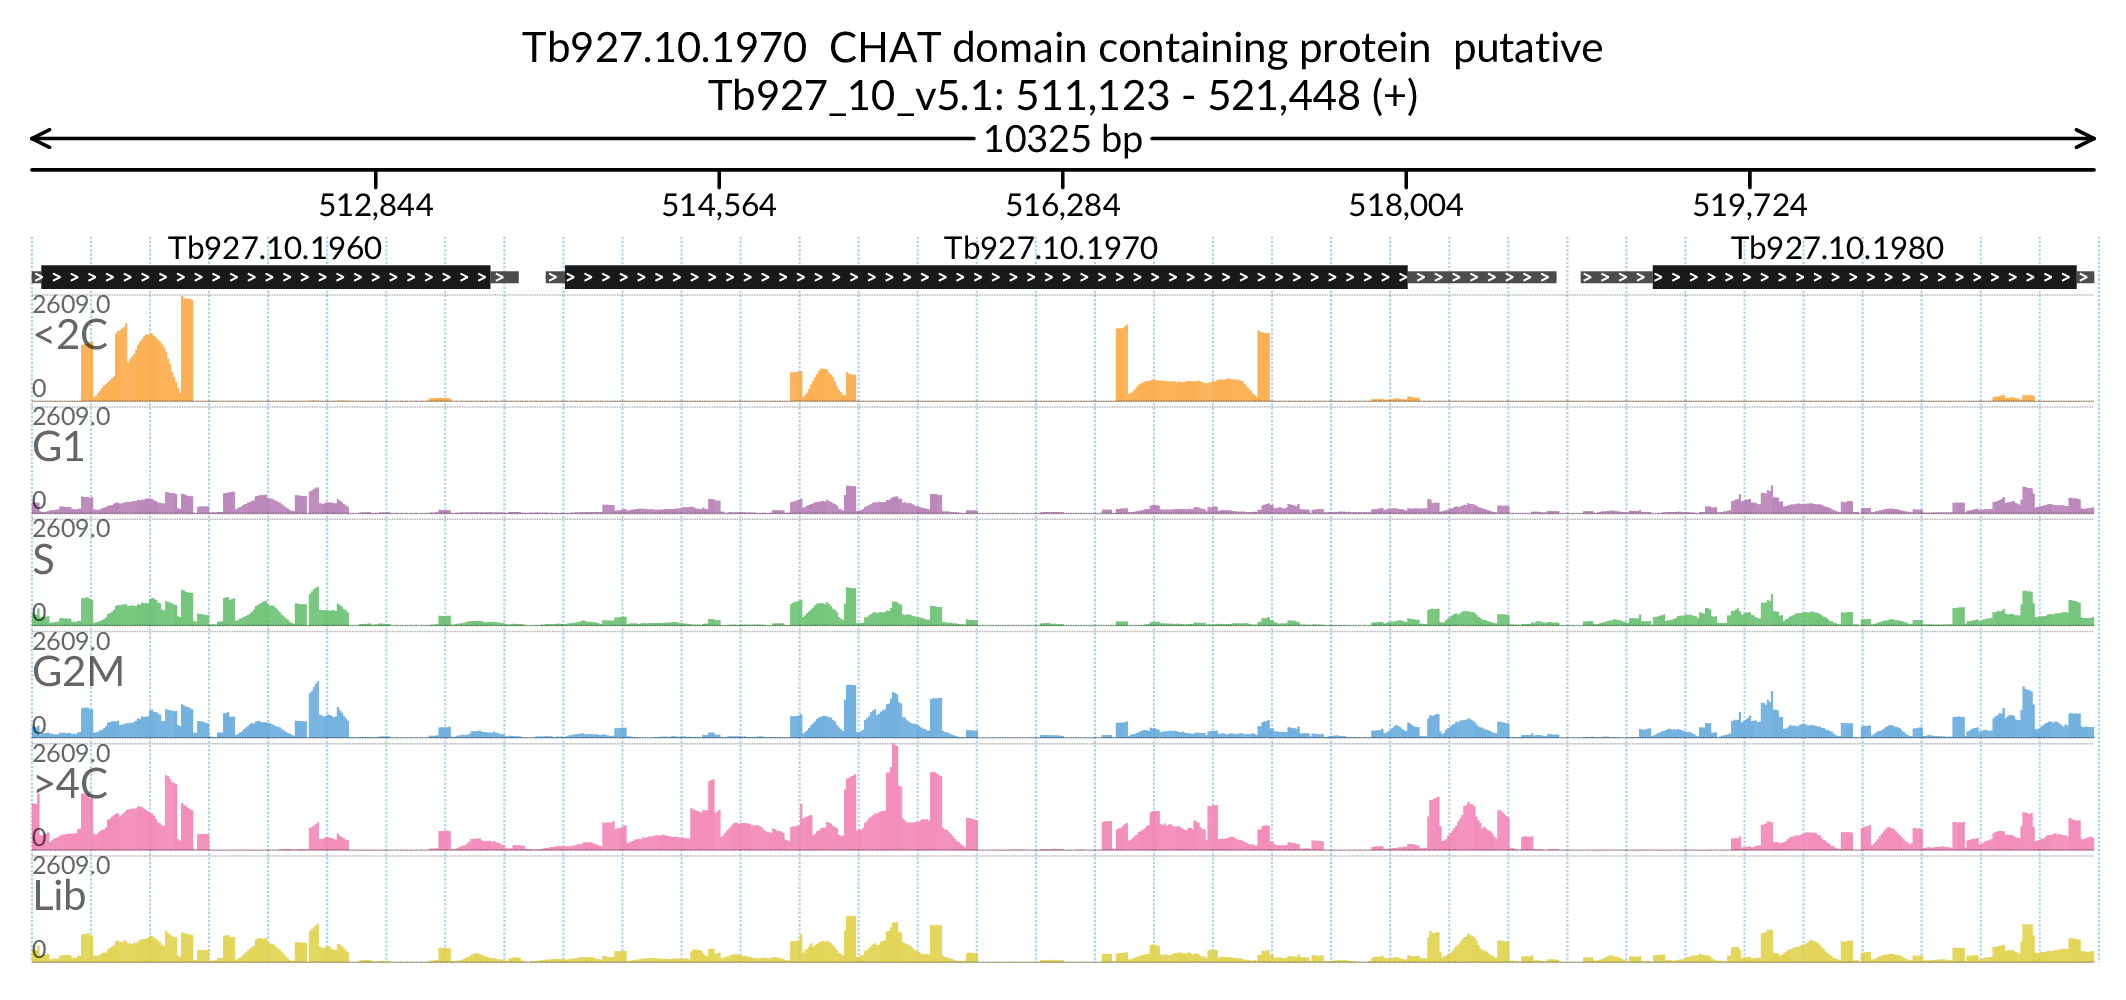 Tb927.10.1970  CHAT domain containing protein  putative
Tb927_10_v5.1: 511,123 - 521,448 (+)
10325 bp
512,844 514,564 516,284 518,004 519,724
Tb927.10.1960 Tb927.10.1970 Tb927.10.1980
2609.0
<2C
0
2609.0
G1
0
2609.0
S
0
2609.0
G2M
0
2609.0
>4C
0
2609.0
Lib
0